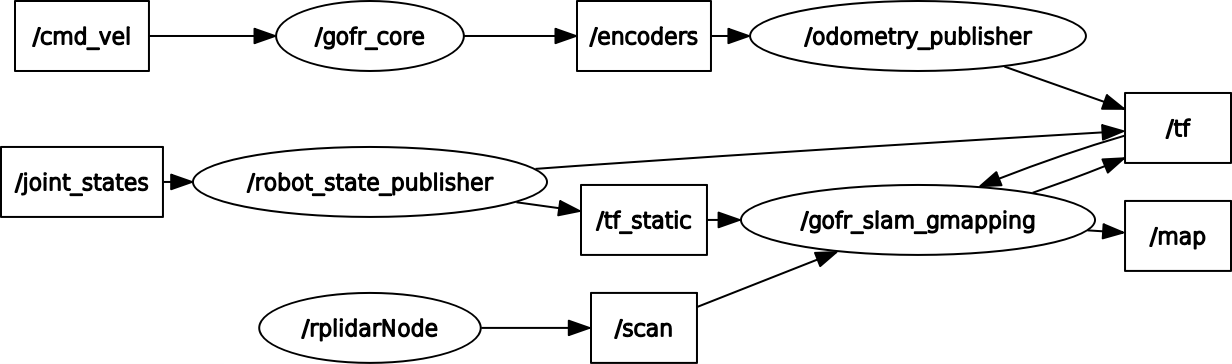 /cmd_vel
/gofr_core
/encoders
/odometry_publisher
/tf
/joint_states
/robot_state_publisher
/tf_static
/gofr_slam_gmapping
/map
/rplidarNode
/scan